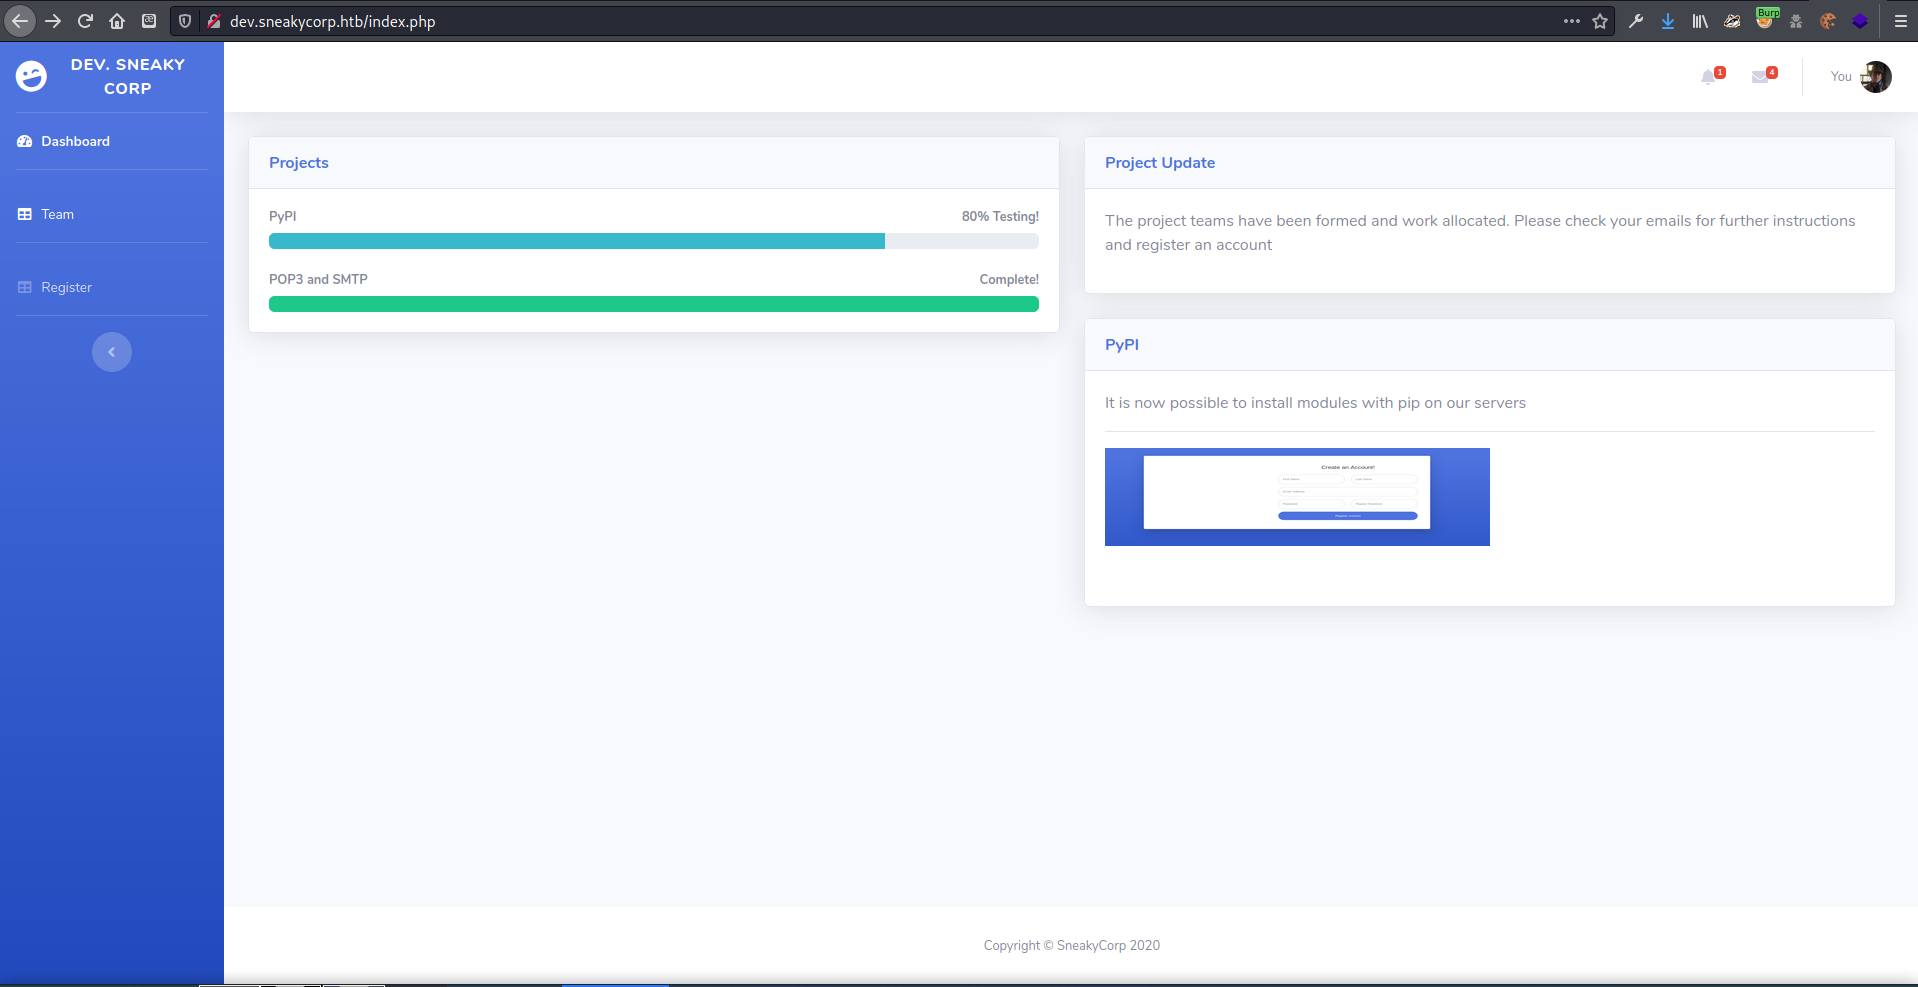 dev.sneakycorp.htb/index.php
Burp
DEV. SNEAKY
CORP
1
4
You
Dashboard
Team
Register
Projects
PyPI
80% Testing!
POP3 and SMTP
Complete!
Project Update
The project teams have been formed and work allocated. Please check your emails for further instructions
and register an account
PyPI
It is now possible to install modules with pip on our servers
Create an Account!
Copyright © SneakyCorp 2020